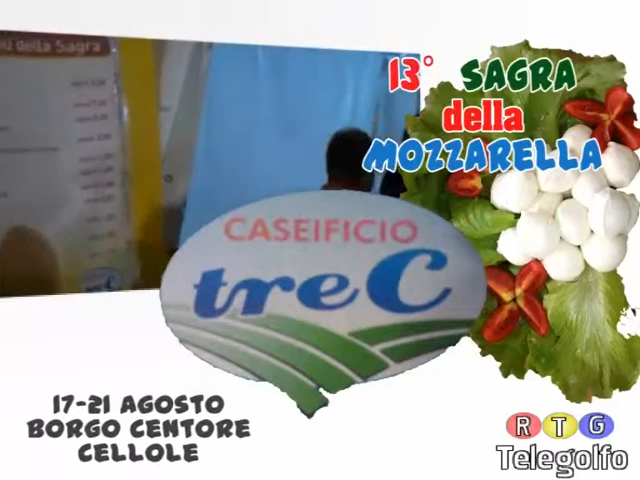 della Sagra
13° SAGRA
della
MOZZARELLA
CASEIFICIO
treC
17-21 AGOSTO
BORGO CENTORE
CELLOLE
RTG
Telegolfo